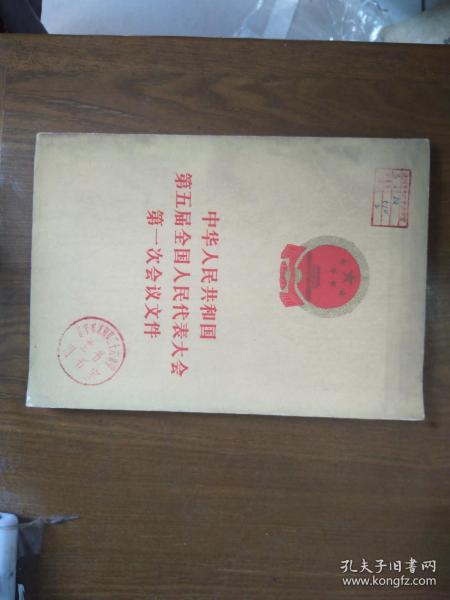 中华人民共和国
第五届全国人民代表大会
第一次会议文件
孔夫子旧书网
www.kongfz.com